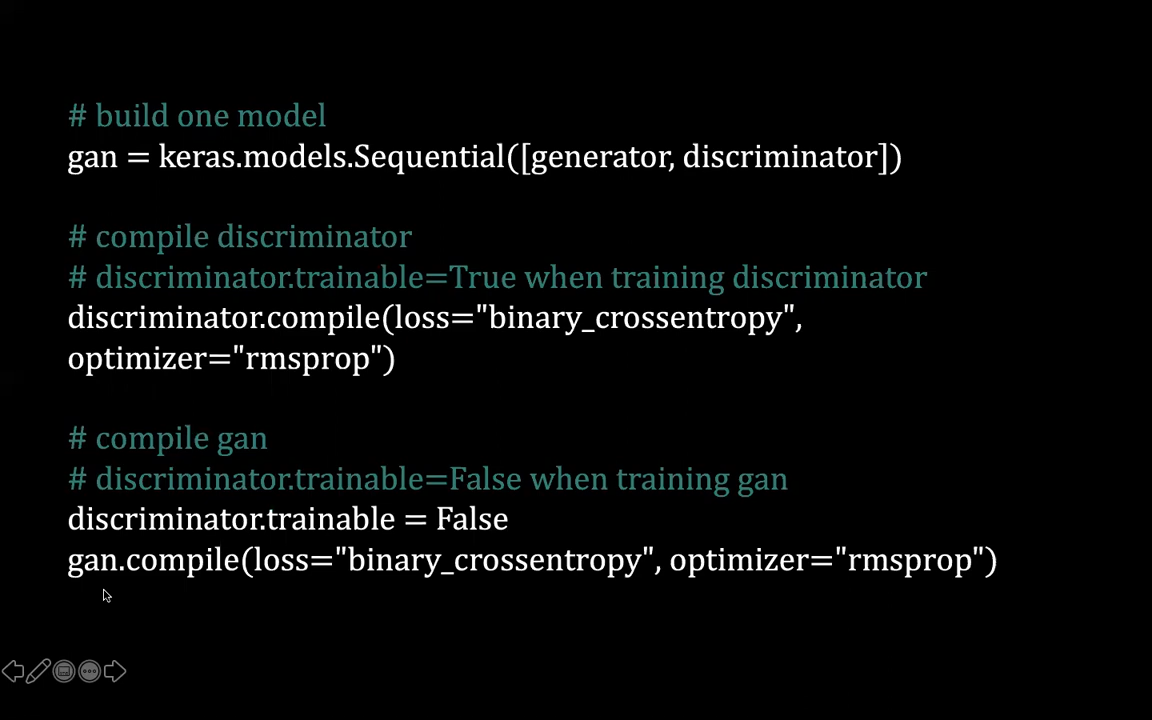 # build one model
gan = keras.models.Sequential([generator, discriminator])
# compile discriminator
# discriminator.trainable=True when training discriminator
discriminator.compile(loss="binary_crossentropy",
optimizer="rmsprop")
# compile gan
# discriminator.trainable=False when training gan
discriminator.trainable = False
gan.compile(loss="binary_crossentropy", optimizer="rmsprop")